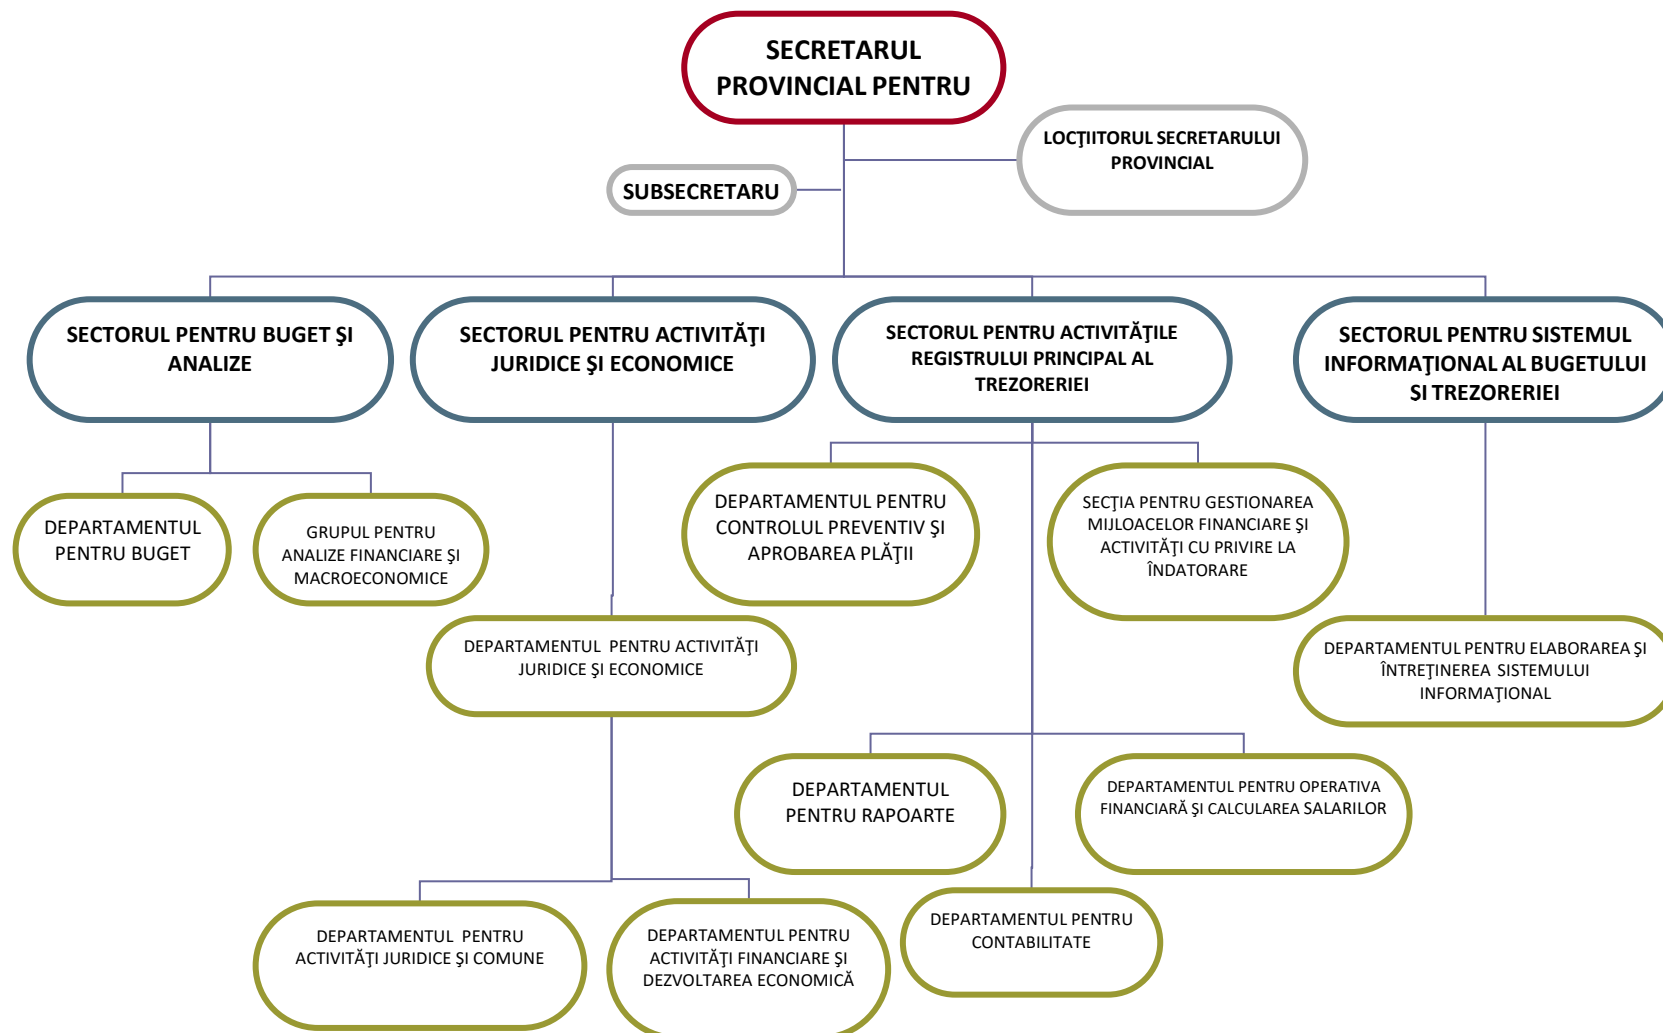 SECRETARUL
PROVINCIAL PENTRU
LOCŢIITORUL SECRETARULUI
PROVINCIAL
SUBSECRETARU
SECTORUL PENTRU BUGET ŞI
ANALIZE
SECTORUL PENTRU ACTIVITĂŢI
JURIDICE ŞI ECONOMICE
SECTORUL PENTRU ACTIVITĂŢILE
REGISTRULUI PRINCIPAL AL
TREZORERIEI
SECTORUL PENTRU SISTEMUL
INFORMAŢIONAL AL BUGETULUI
SI TREZORERIEI
DEPARTAMENTUL
PENTRU BUGET
GRUPUL PENTRU
ANALIZE FINANCIARE ŞI
MACROECONOMICE
DEPARTAMENTUL PENTRU
CONTROLUL PREVENTIV ŞI
APROBAREA PLĂŢII
SECŢIA PENTRU GESTIONAREA
MIJLOACELOR FINANCIARE ŞI
ACTIVITĂŢI CU PRIVIRE LA
ÎNDATORARE
DEPARTAMENTUL PENTRU ACTIVITĂŢI
JURIDICE ŞI ECONOMICE
DEPARTAMENTUL PENTRU ELABORAREA ŞI
ÎNTREŢINEREA SISTEMULUI
INFORMAŢIONAL
DEPARTAMENTUL
PENTRU RAPOARTE
DEPARTAMENTUL PENTRU OPERATIVA
FINANCIARĂ ŞI CALCULAREA SALARILOR
DEPARTAMENTUL PENTRU
CONTABILITATE
DEPARTAMENTUL PENTRU
ACTIVITĂŢI JURIDICE ŞI COMUNE
DEPARTAMENTUL PENTRU
ACTIVITĂŢI FINANCIARE ŞI
DEZVOLTAREA ECONOMICĂ